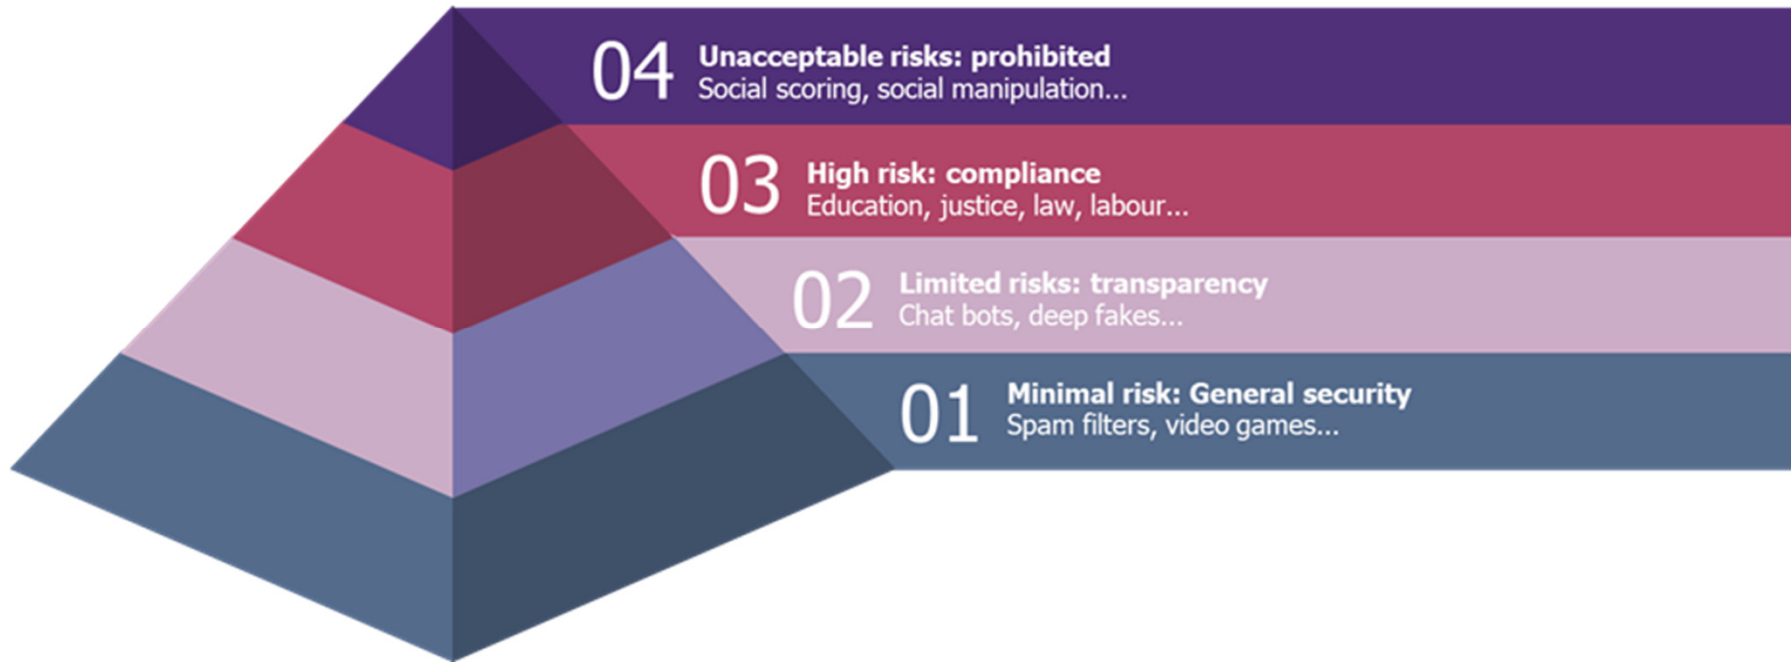 04
Unacceptable risks: prohibited
Social scoring, social manipulation...
03
High risk: compliance
Education, justice, law, labour...
02
Limited risks: transparency
Chat bots, deep fakes...
01
Minimal risk: General security
Spam filters, video games...